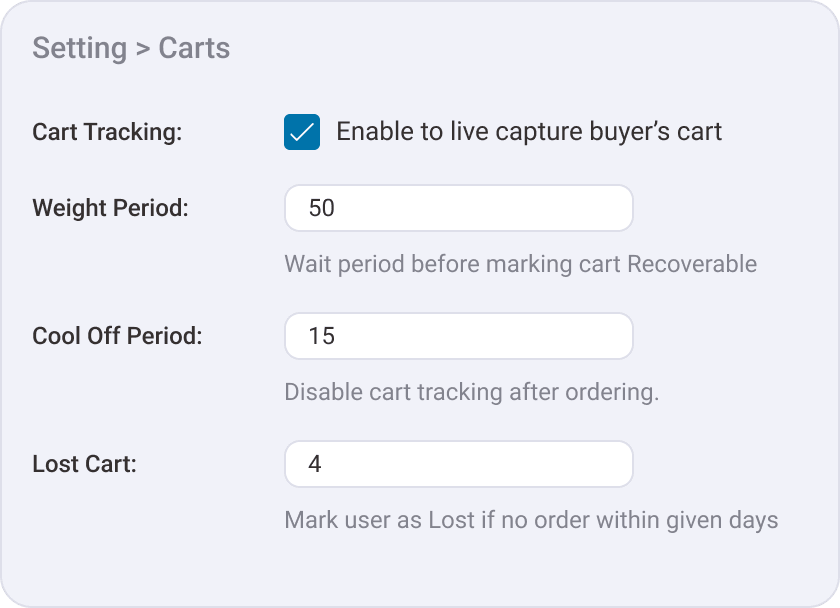 Setting > Carts
Cart Tracking: Enable to live capture buyer’s cart
Weight Period: 50
Wait period before marking cart Recoverable
Cool Off Period: 15
Disable cart tracking after ordering.
Lost Cart: 4
Mark user as Lost if no order within given days